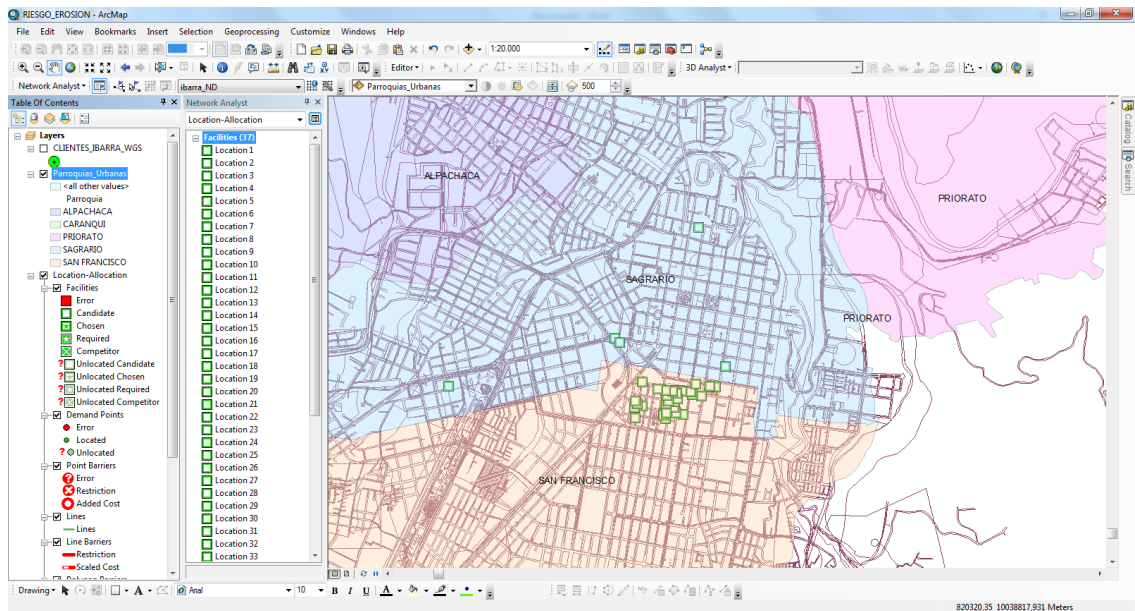 RIESGO_EROSION - ArcMap
File Edit View Bookmarks Insert Selection Geoprocessing Customize Windows Help
1:20.000
Editor
3D Analyst
Network Analyst
ibarra_ND
Parroquias_Urbanas
500
Table Of Contents
Layers
CLIENTES_IBARRA_WGS
Parroquias_Urbanas
<all other values>
Parroquia
ALPACHACA
CARANQUI
PRIORATO
SAGRARIO
SAN FRANCISCO
Location-Allocation
Facilities
Error
Candidate
Chosen
Required
Competitor
? Unlocated Candidate
? Unlocated Chosen
? Unlocated Required
? Unlocated Competitor
Demand Points
Error
Located
? Unlocated
Point Barriers
Error
Restriction
Added Cost
Lines
Lines
Line Barriers
Restriction
Scaled Cost
Network Analyst
Location-Allocation
Facilities (37)
Location 1
Location 2
Location 3
Location 4
Location 5
Location 6
Location 7
Location 8
Location 9
Location 10
Location 11
Location 12
Location 13
Location 14
Location 15
Location 16
Location 17
Location 18
Location 19
Location 20
Location 21
Location 22
Location 23
Location 24
Location 25
Location 26
Location 27
Location 28
Location 29
Location 30
Location 31
Location 32
Location 33
ALPACHACA
PRIORATO
SAGRARIO
PRIORATO
SAN FRANCISCO
Catalog
Search
Drawing
A
Arial
10
B I U A
820320,35 10038817,931 Meters